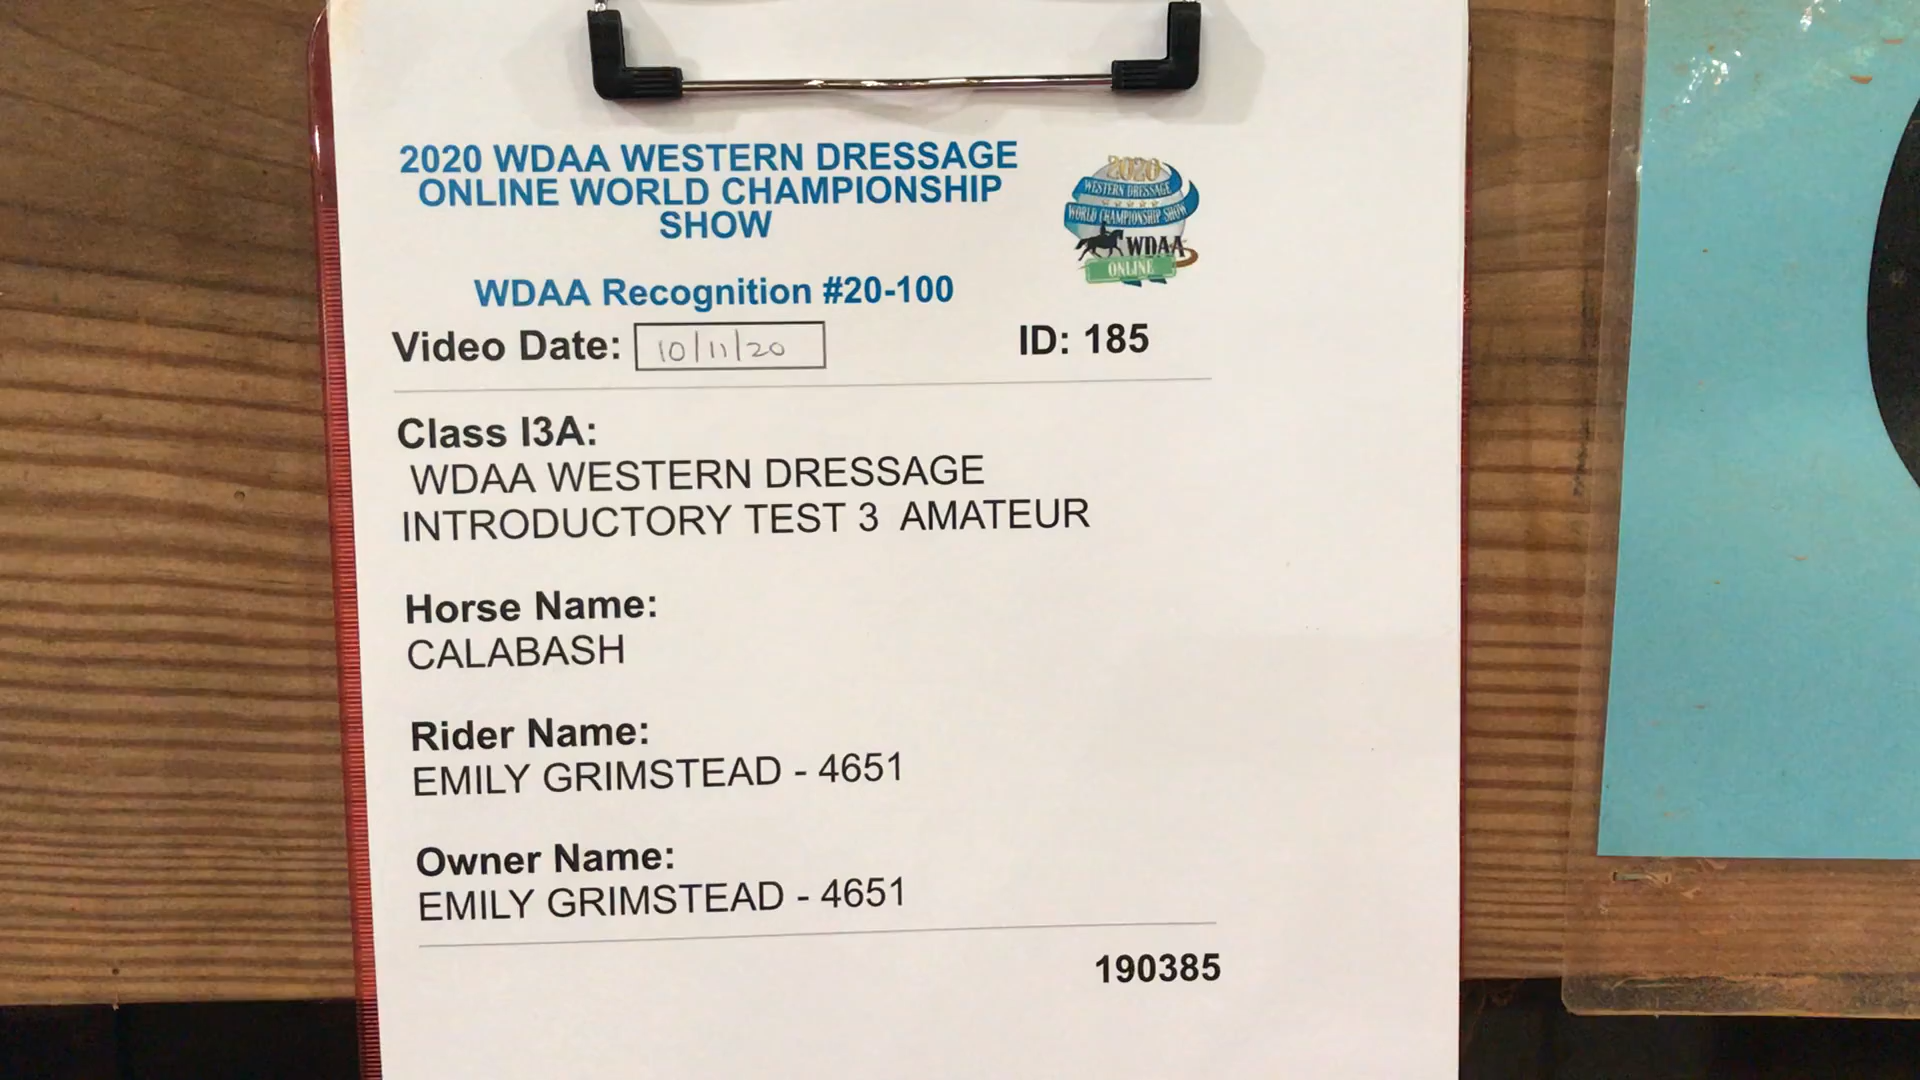 2020 WDAA WESTERN DRESSAGE
ONLINE WORLD CHAMPIONSHIP
SHOW
2020
WESTERN DRESSAGE
WORLD CHAMPIONSHIP SHOW
WDAA
ONLINE
WDAA Recognition #20-100
Video Date: 10/11/20 ID: 185
Class I3A:
WDAA WESTERN DRESSAGE
INTRODUCTORY TEST 3 AMATEUR
Horse Name:
CALABASH
Rider Name:
EMILY GRIMSTEAD - 4651
Owner Name:
EMILY GRIMSTEAD - 4651
190385